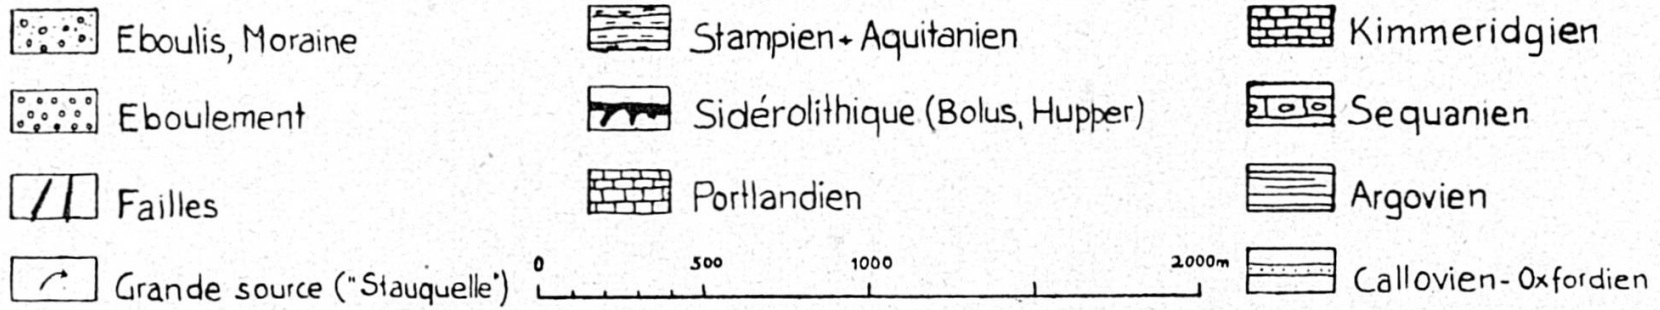 Eboulis, Moraine
Eboulement
Failles
Grande source ("Stauquelle")
Stampien + Aquitanien
Sidérolithique (Bolus, Hupper)
Portlandien
0 500 1000 2000m
Kimmeridgien
Sequanien
Argovien
Callovien - Oxfordien